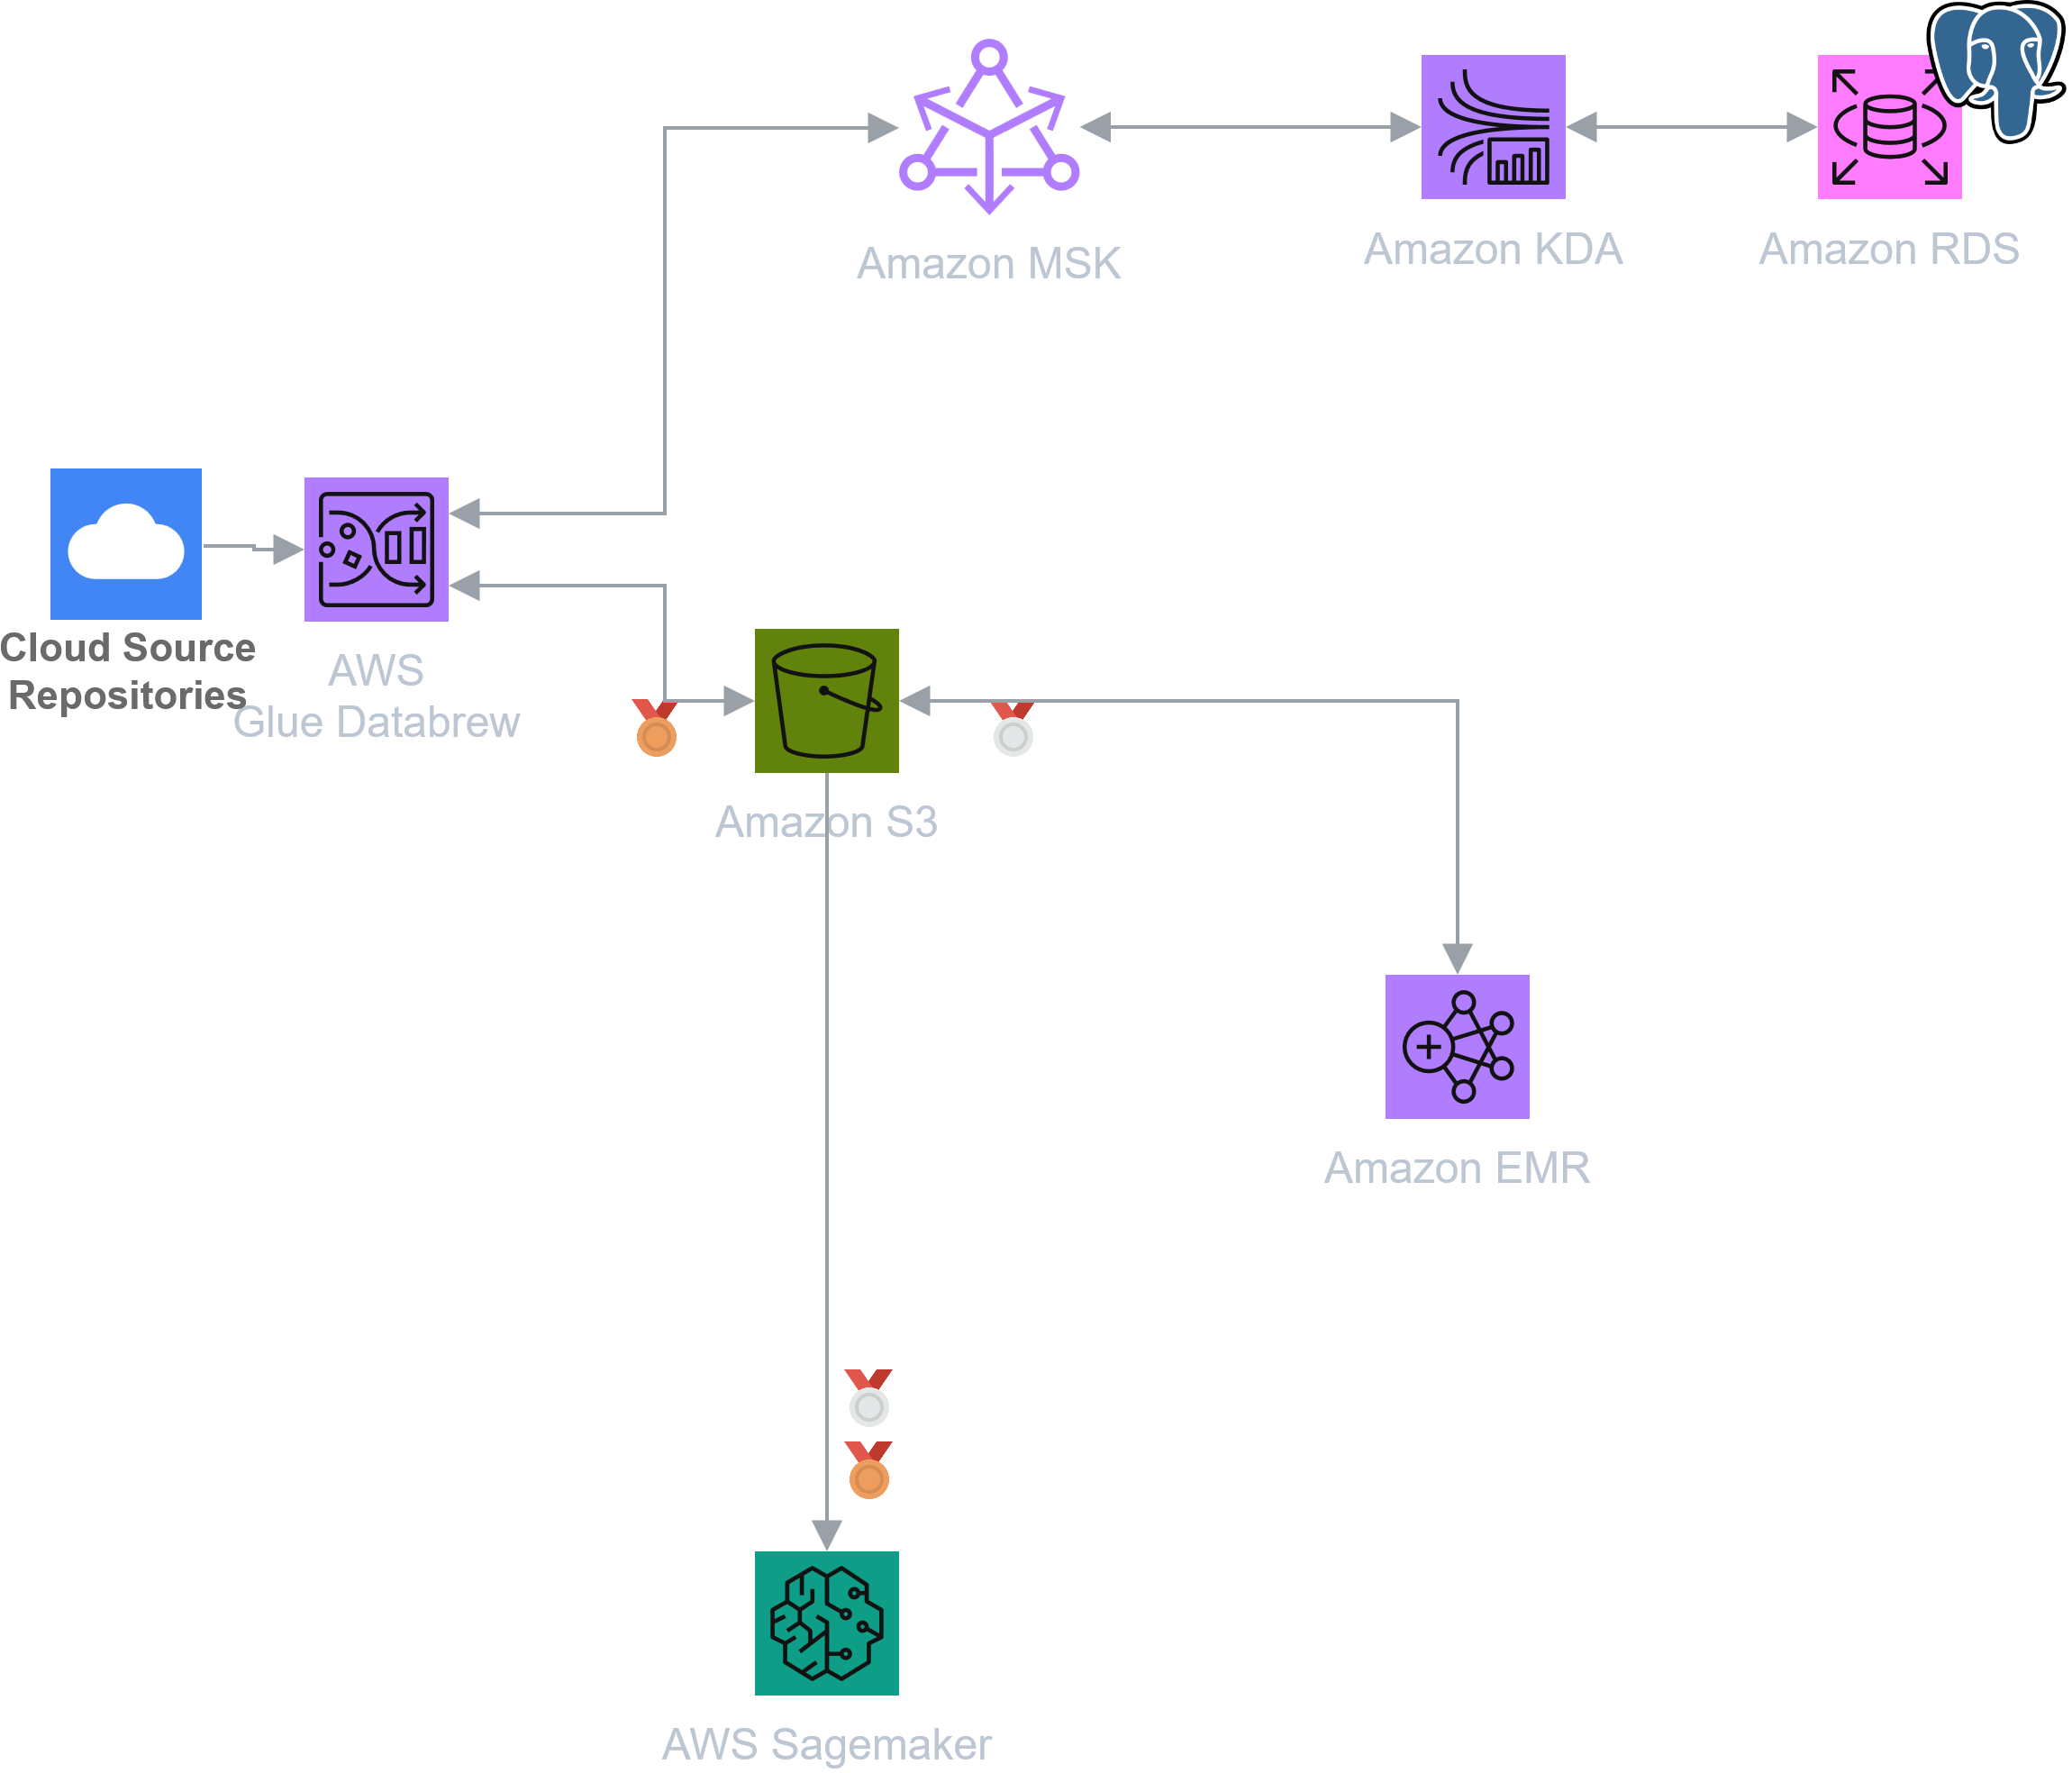 Amazon MSK
Amazon KDA
Amazon RDS
Cloud Source
Repositories
AWS
Glue Databrew
Amazon S3
Amazon EMR
AWS Sagemaker